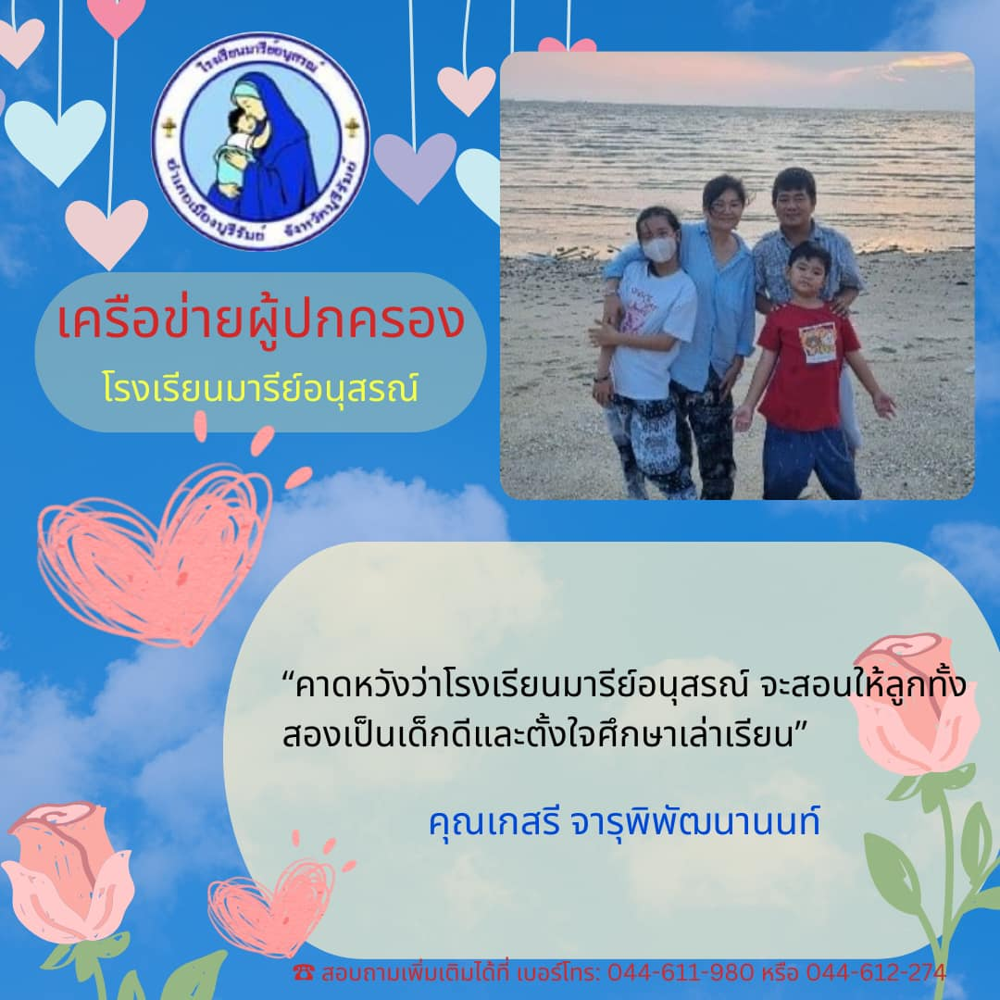 โรงเรียนมารีย์อนุสรณ์
อำเภอเมืองบุรีรัมย์ จังหวัดบุรีรัมย์
เครือข่ายผู้ปกครอง
โรงเรียนมารีย์อนุสรณ์
“คาดหวังว่าโรงเรียนมารีย์อนุสรณ์ จะสอนให้ลูกทั้ง
สองเป็นเด็กดีและตั้งใจศึกษาเล่าเรียน”
คุณเกสรี จารุพิพัฒนานนท์
☎ สอบถามเพิ่มเติมได้ที่ เบอร์โทร: 044-611-980 หรือ 044-612-274